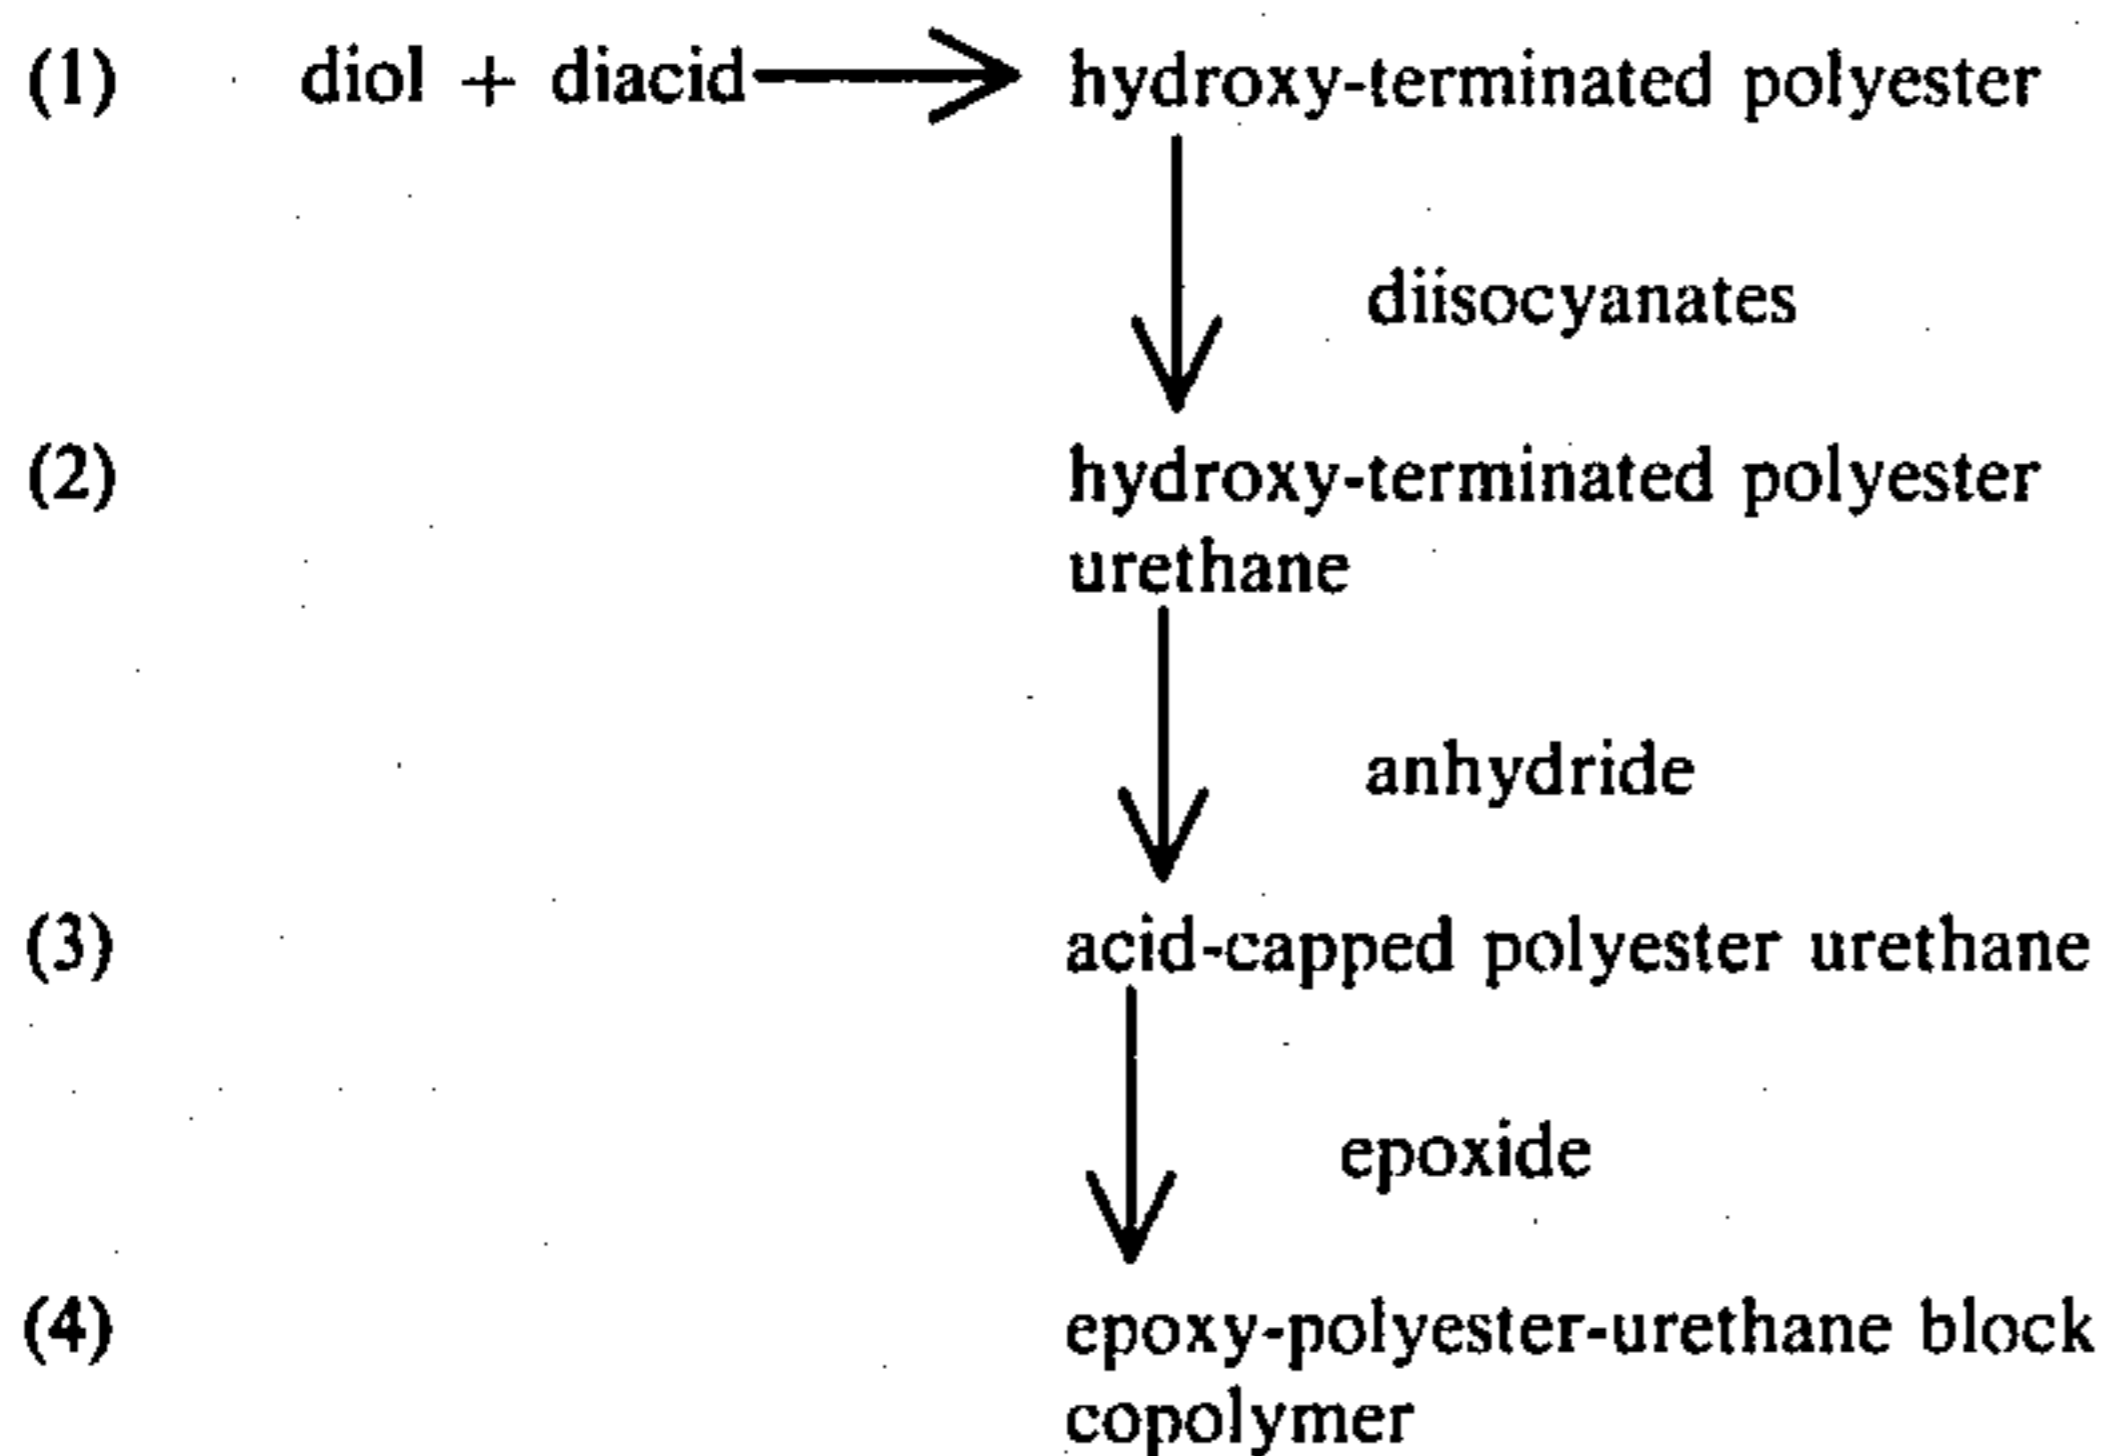 (1) diol + diacid hydroxy-terminated polyester
diisocyanates
(2) hydroxy-terminated polyester
urethane
anhydride
(3) acid-capped polyester urethane
epoxide
(4) epoxy-polyester-urethane block
copolymer